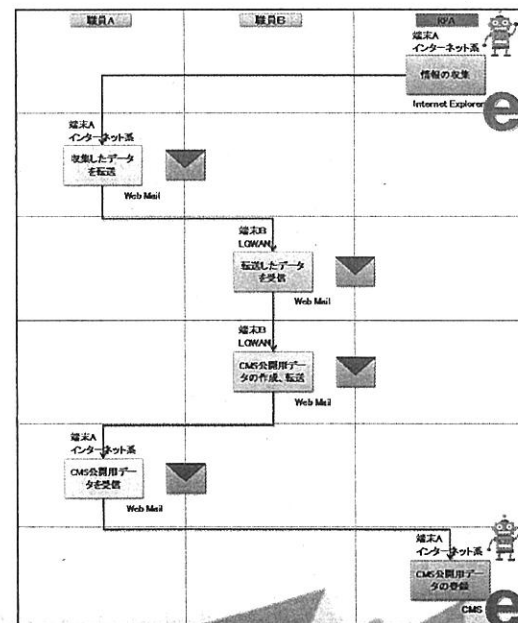 職員A
職員B
RPA
端末A
インターネット系
情報の収集
Internet Explorer
端末A
インターネット系
収集したデータ
を転送
Web Mail
端末B
LGWAN
転送したデータ
を受信
Web Mail
端末B
LGWAN
CMS公開用デー
タの作成、転送
Web Mail
端末A
インターネット系
CMS公開用デー
タを受信
Web Mail
端末A
インターネット系
CMS公開用デー
タの登録
CMS